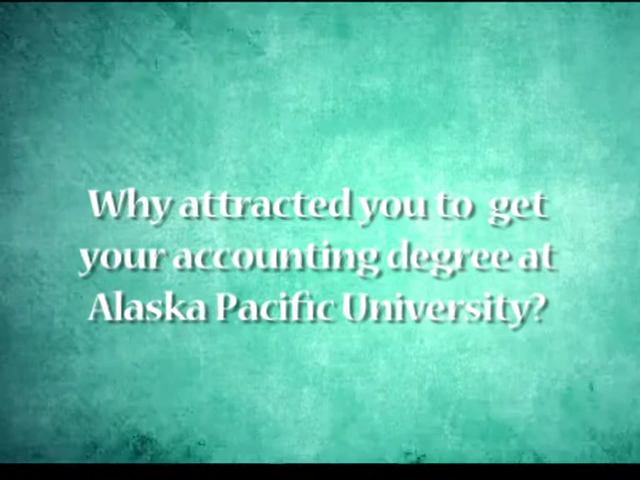 Why attracted you to  get
your accounting degree at
Alaska Pacific University?